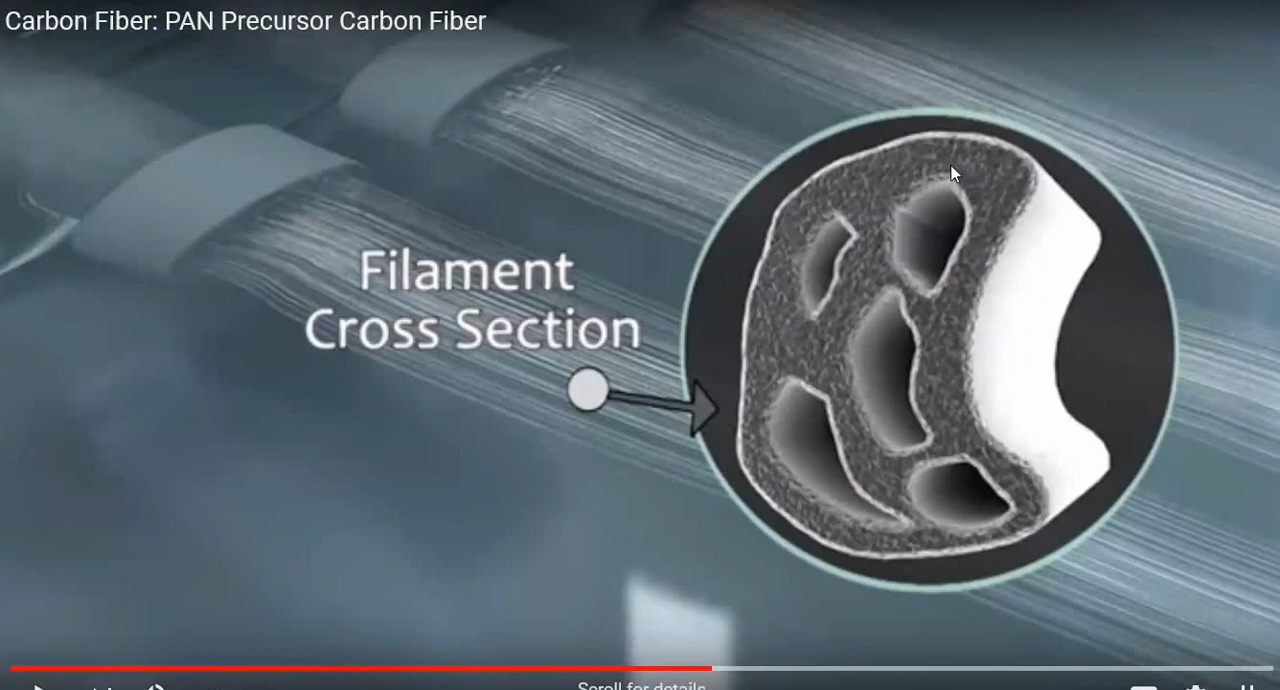 Carbon Fiber: PAN Precursor Carbon Fiber
Filament
Cross Section
Scroll for details